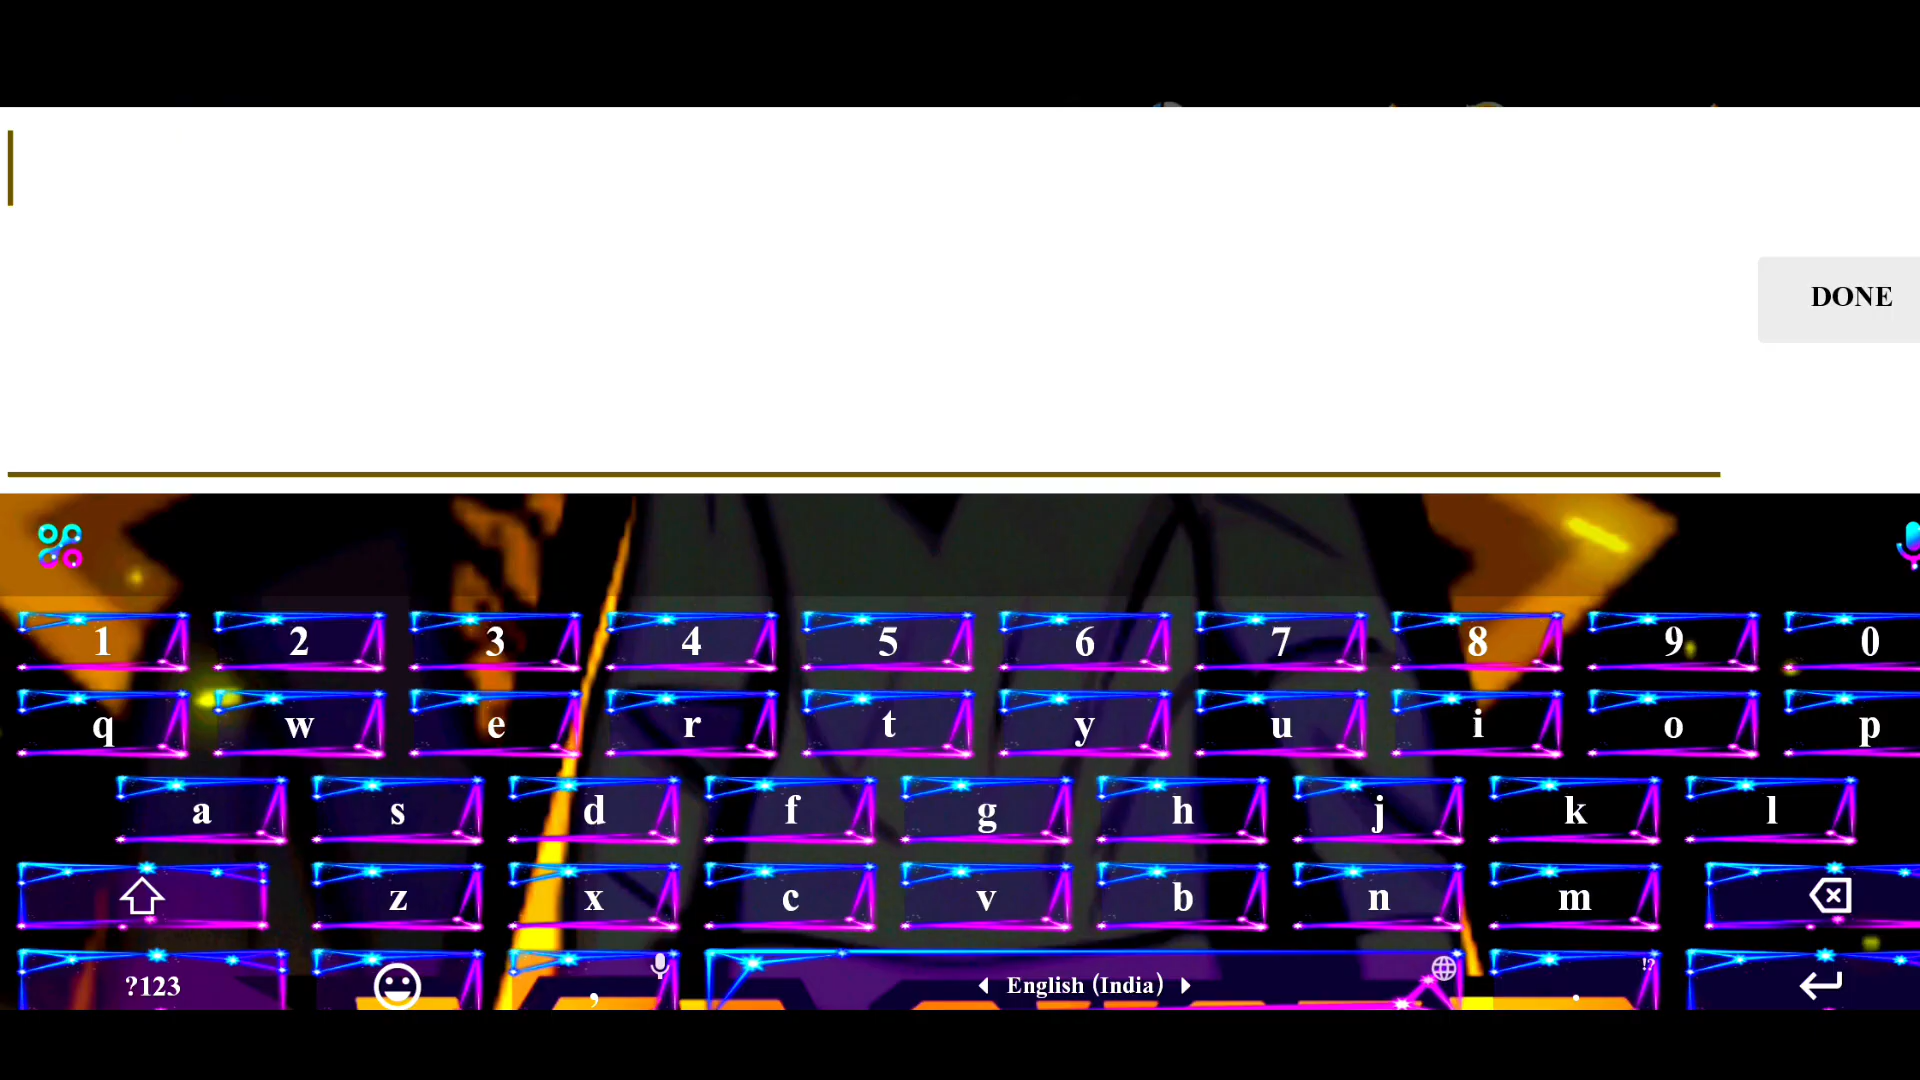 DONE
1 2 3 4 5 6 7 8 9 0
q w e r t y u i o p
a s d f g h j k l
z x c v b n m
?123 , English (India) . !?